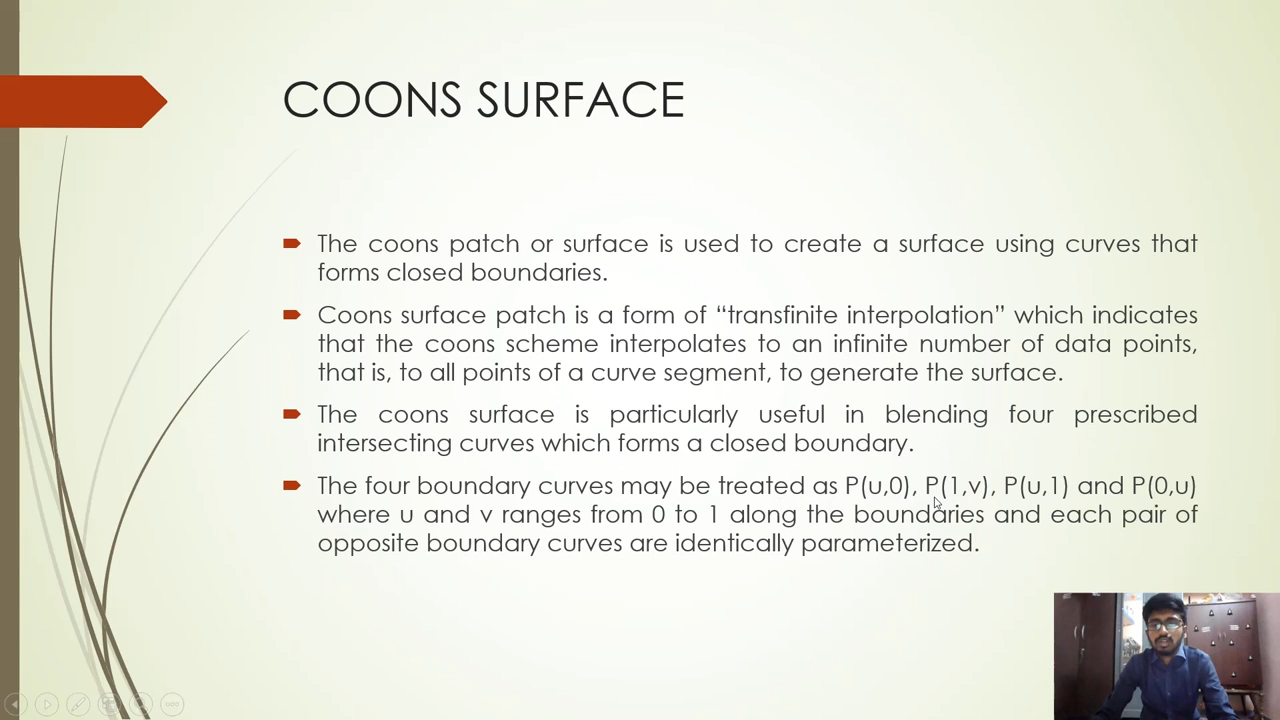 COONS SURFACE
The coons patch or surface is used to create a surface using curves that
forms closed boundaries.
Coons surface patch is a form of “transfinite interpolation” which indicates
that the coons scheme interpolates to an infinite number of data points,
that is, to all points of a curve segment, to generate the surface.
The coons surface is particularly useful in blending four prescribed
intersecting curves which forms a closed boundary.
The four boundary curves may be treated as P(u,0), P(1,v), P(u,1) and P(0,u)
where u and v ranges from 0 to 1 along the boundaries and each pair of
opposite boundary curves are identically parameterized.